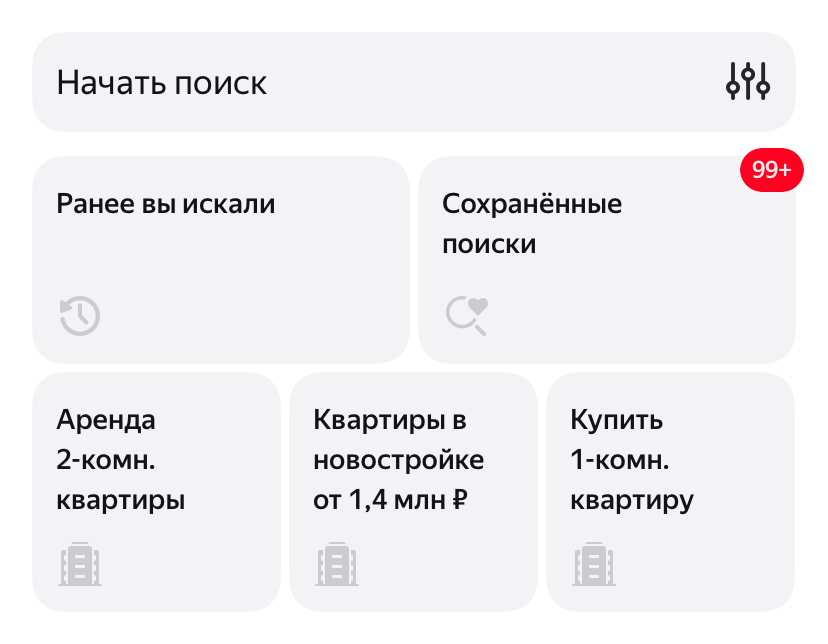 Начать поиск
99+
Ранее вы искали
Сохранённые
поиски
Аренда
2-комн.
квартиры
Квартиры в
новостройке
от 1,4 млн ₽
Купить
1-комн.
квартиру